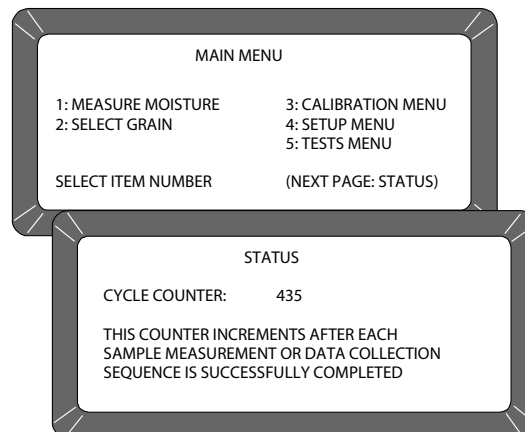 MAIN MENU
1: MEASURE MOISTURE
2: SELECT GRAIN
3: CALIBRATION MENU
4: SETUP MENU
5: TESTS MENU
SELECT ITEM NUMBER
(NEXT PAGE: STATUS)
STATUS
CYCLE COUNTER: 435
THIS COUNTER INCREMENTS AFTER EACH
SAMPLE MEASUREMENT OR DATA COLLECTION
SEQUENCE IS SUCCESSFULLY COMPLETED